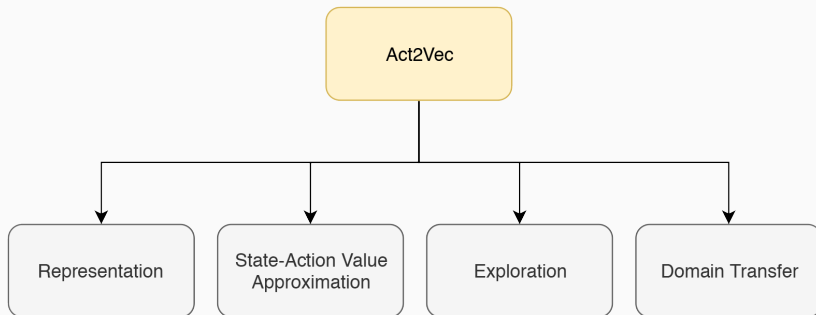 Act2Vec
Representation
State-Action Value
Approximation
Exploration
Domain Transfer